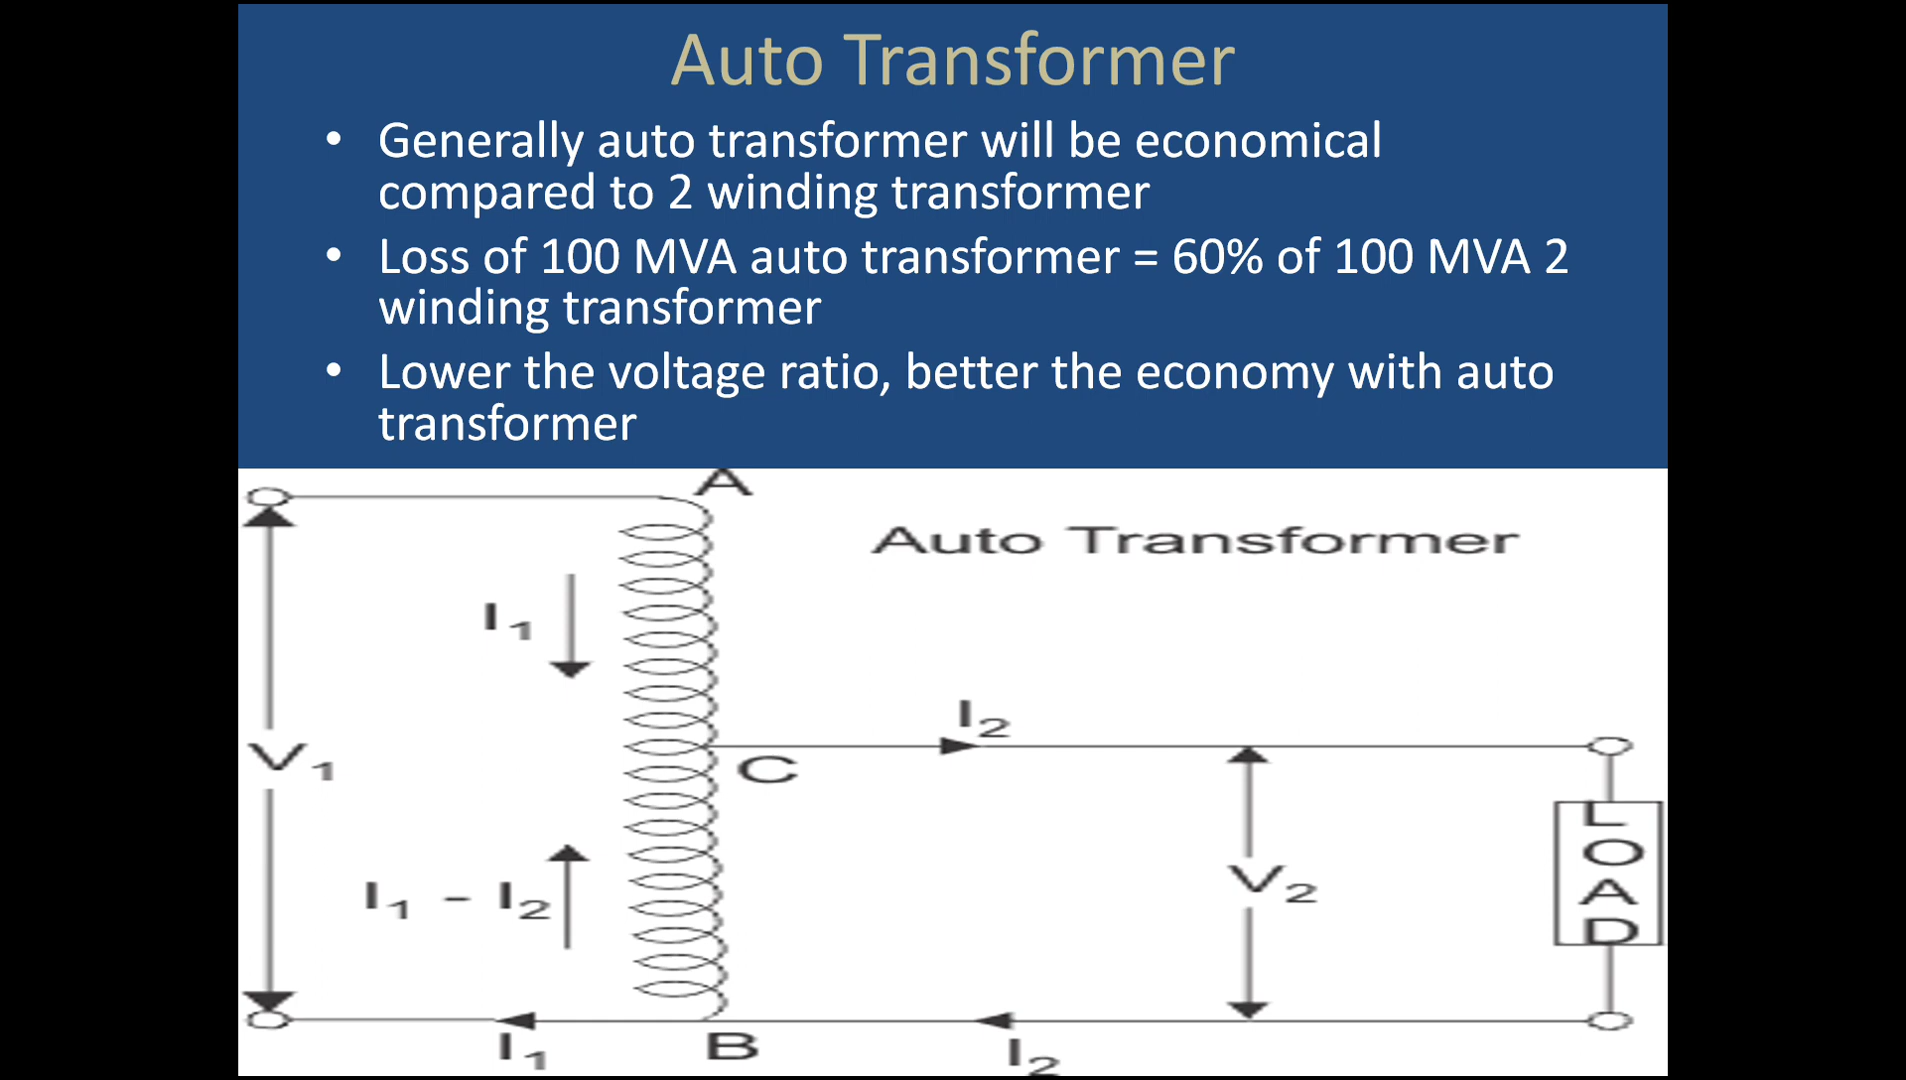 Auto Transformer
• Generally auto transformer will be economical
compared to 2 winding transformer
• Loss of 100 MVA auto transformer = 60% of 100 MVA 2
winding transformer
• Lower the voltage ratio, better the economy with auto
transformer
A
Auto Transformer
I₁
I₂
V₁
C
LOAD
I₁ - I₂
V₂
I₁
B
I₂